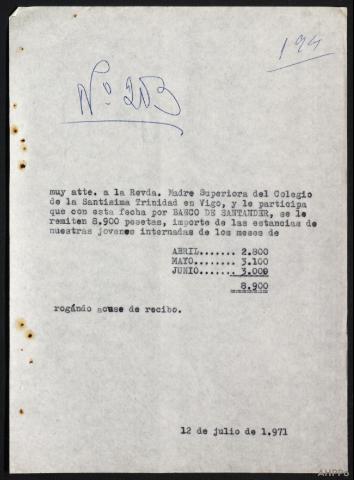 194
Nº 203
muy atte. a la Revda. Madre Superiora del Colegio
de la Santisima Trinidad en Vigo, y le participa
que con esta fecha por BANCO DE SANTANDER, se le
remiten 8.900 pesetas, importe de las estancias de
nuestras jovenes internadas de los meses de
ABRIL....... 2.800
MAYO........ 3.100
JUNIO....... 3.000
8.900
rogándo acuse de recibo.
12 de julio de 1.971